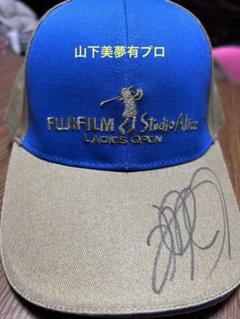 山下美夢有プロ
FUJIFILM Studio Alice
LADIES OPEN